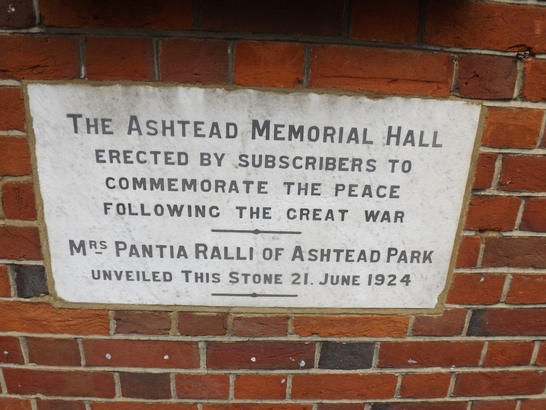 THE ASHTEAD MEMORIAL HALL
ERECTED BY SUBSCRIBERS TO
COMMEMORATE THE PEACE
FOLLOWING THE GREAT WAR
MRS PANTIA RALLI OF ASHTEAD PARK
UNVEILED THIS STONE 21. JUNE 1924